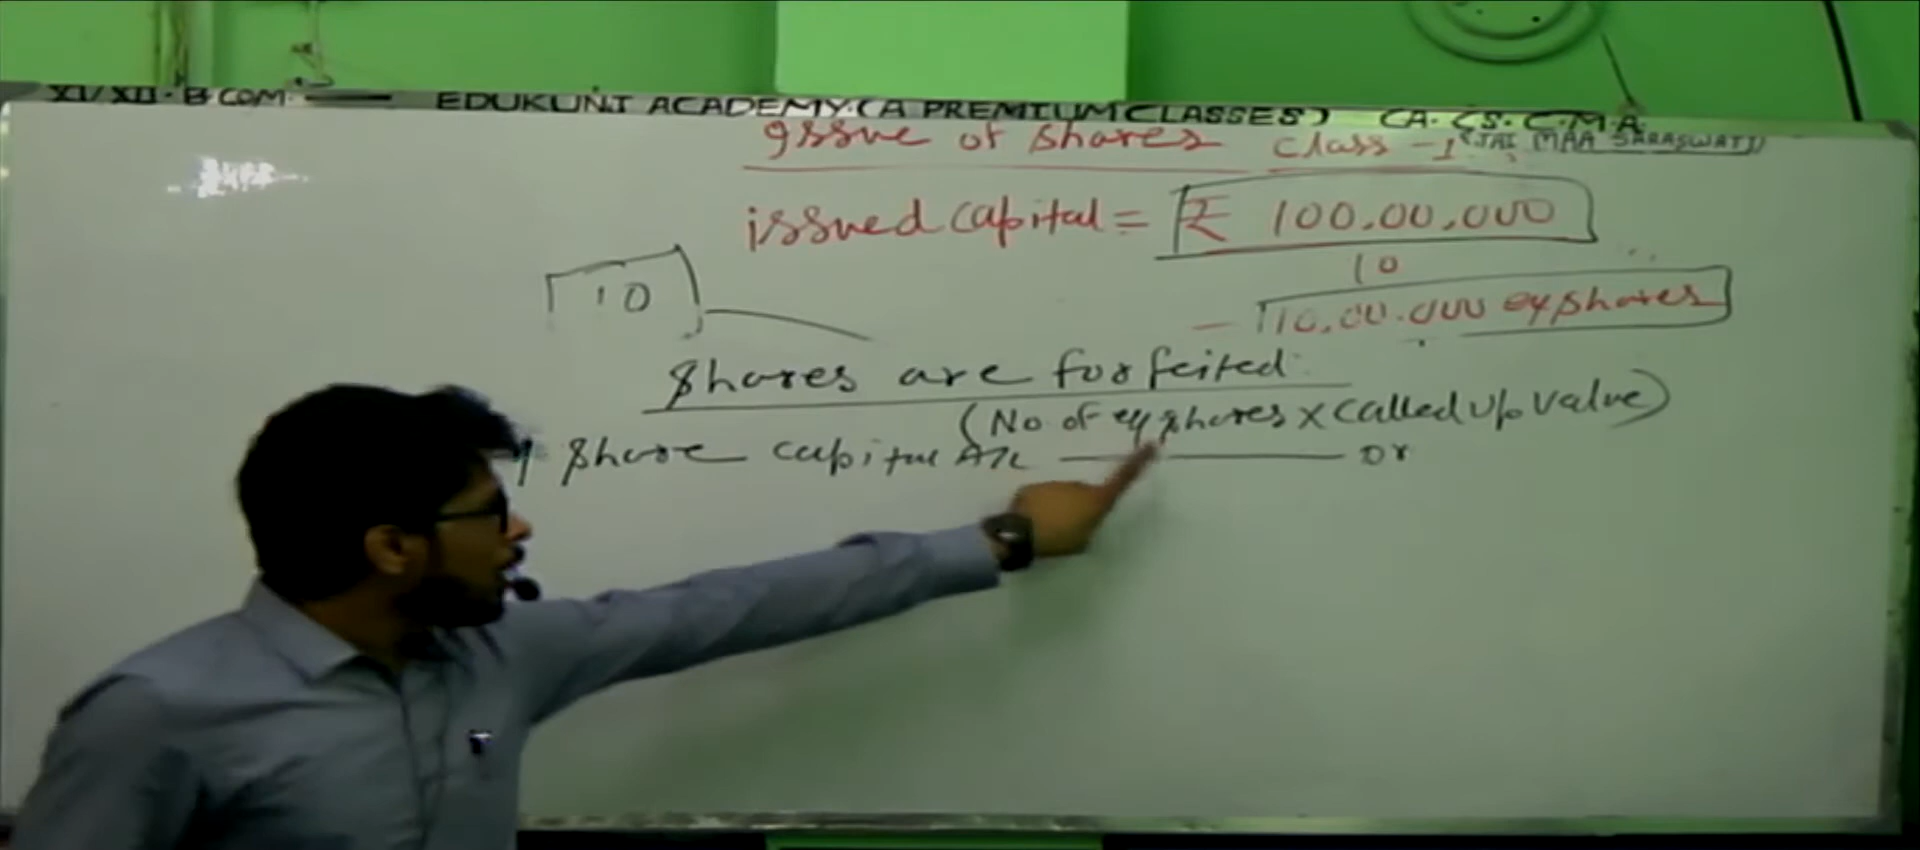 XI/XII. B.COM. — EDUKUNJ ACADEMY.(A PREMIUM CLASSES) CA. CS. C.M.A
Issue of shares Class -1 (JAI MAA SARASWATI)
issued capital = ₹ 100,00,000
10
10
— 10,00,000 eq shares
Shares are forfeited
(No of eq shares x called up value)
share capital A/c — Dr